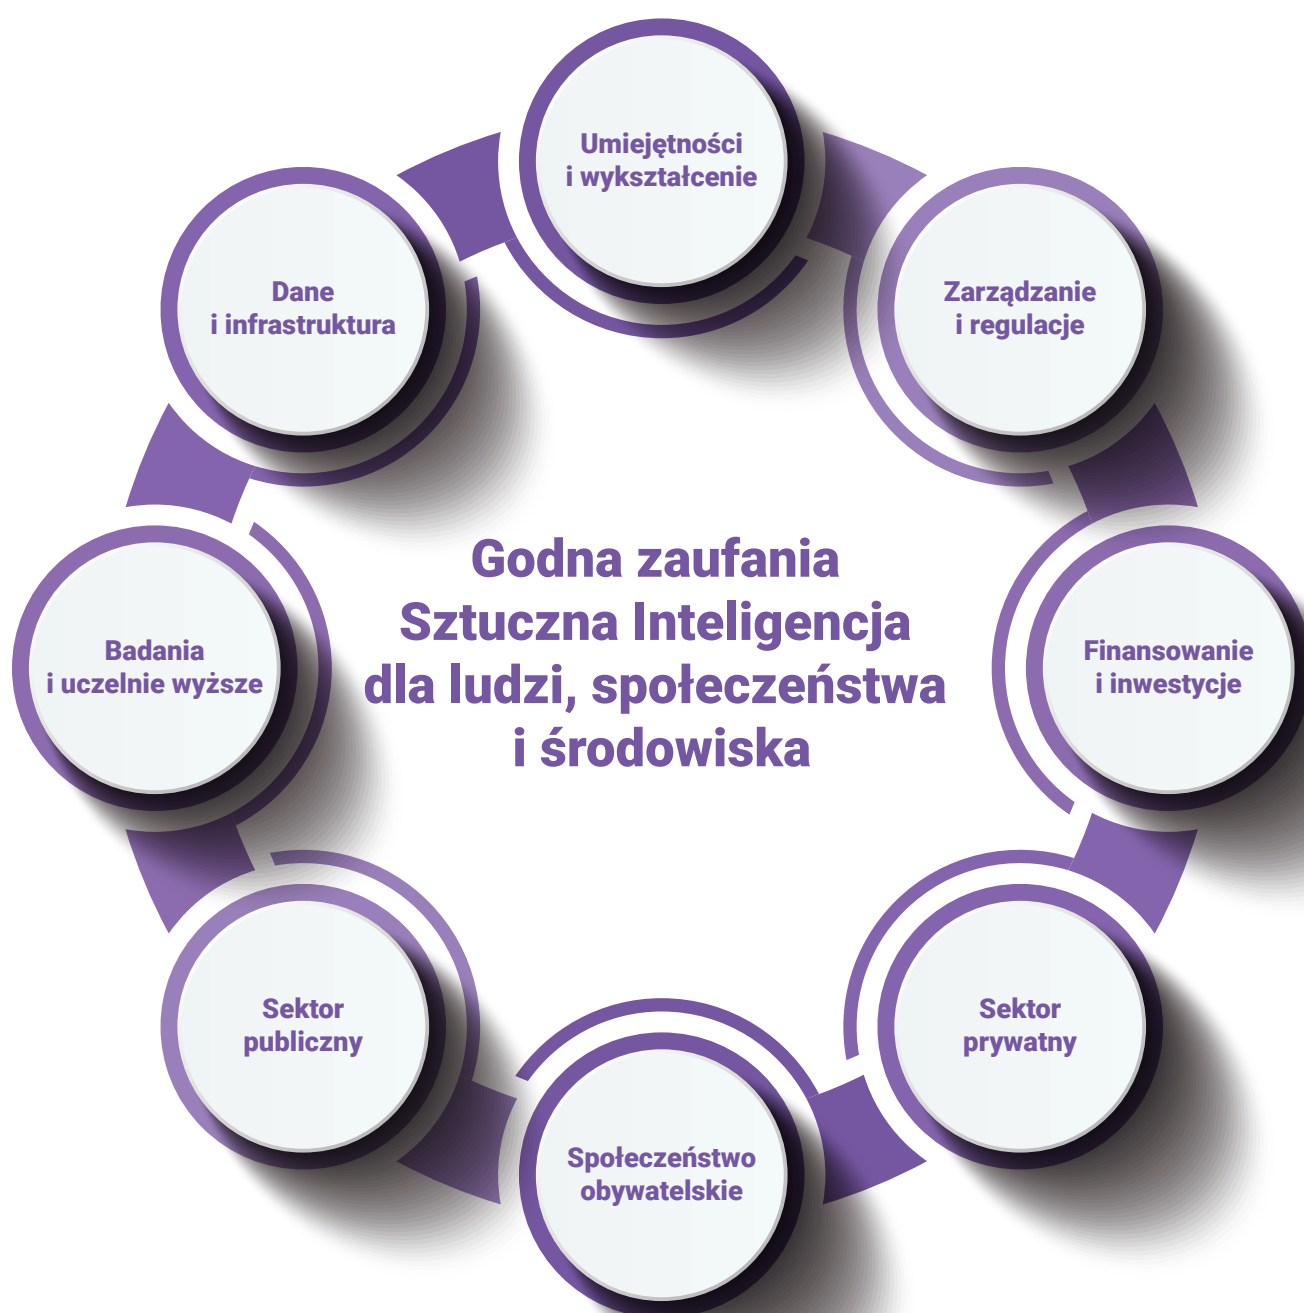 Umiejętności
i wykształcenie
Dane
i infrastruktura
Zarządzanie
i regulacje
Godna zaufania
Sztuczna Inteligencja
dla ludzi, społeczeństwa
i środowiska
Badania
i uczelnie wyższe
Finansowanie
i inwestycje
Sektor
publiczny
Sektor
prywatny
Społeczeństwo
obywatelskie